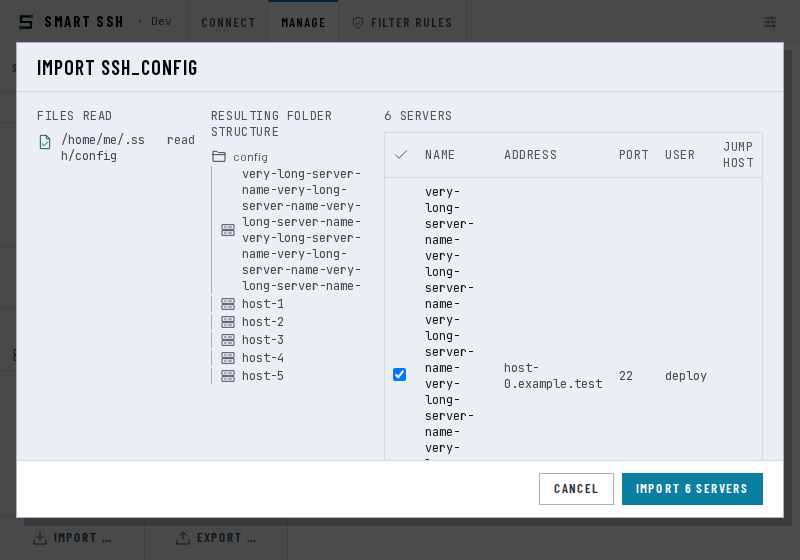 SMART SSH · Dev CONNECT MANAGE FILTER RULES
IMPORT SSH_CONFIG
FILES READ
/home/me/.ss read
h/config
RESULTING FOLDER
STRUCTURE
config
very-long-server-
name-very-long-
server-name-very-
long-server-name-
very-long-server-
name-very-long-
server-name-very-
long-server-name-
host-1
host-2
host-3
host-4
host-5
6 SERVERS
NAME ADDRESS PORT USER JUMP
HOST
very-
long-
server-
name-
very-
long-
server-
name-
very-
long-
server-
name-
very-
long-
server-
name-
very-
host-
0.example.test
22
deploy
CANCEL IMPORT 6 SERVERS
IMPORT … EXPORT …